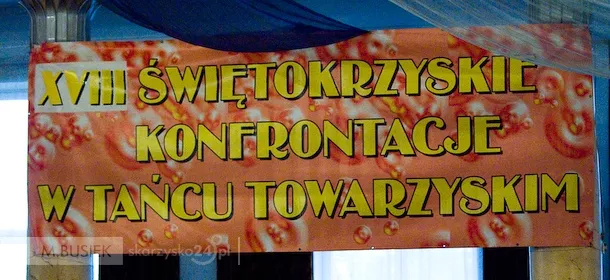 XVIII ŚWIĘTOKRZYSKIE
KONFRONTACJE
W TAŃCU TOWARZYSKIM
M.BUSIEK skarzysko24.pl